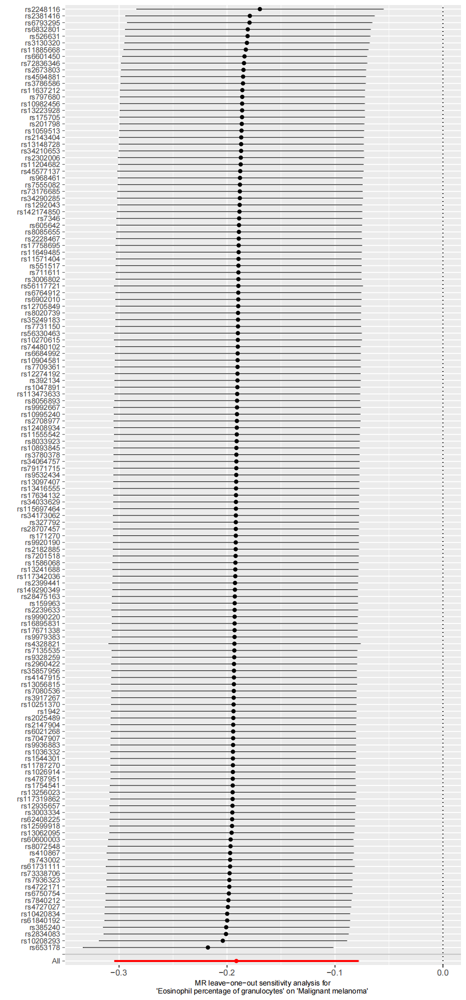 rs2248116
rs2381416
rs6793295
rs6832801
rs526631
rs3130320
rs11885668
rs6601450
rs72836346
rs2673803
rs4594881
rs3786586
rs11637212
rs797680
rs10982456
rs13223928
rs175705
rs201798
rs1059513
rs2143404
rs13148728
rs34210653
rs2302006
rs11204682
rs45577137
rs968461
rs7555082
rs73176685
rs34290285
rs1292043
rs142174850
rs7346
rs605642
rs8085655
rs2228467
rs17758695
rs11649485
rs11571404
rs551517
rs711611
rs3006802
rs56117721
rs6764912
rs6902010
rs12705849
rs8020739
rs35249183
rs7731150
rs56330463
rs10270615
rs74480102
rs6684992
rs10904581
rs7709361
rs12274192
rs392134
rs1047891
rs113473633
rs8056893
rs9992667
rs10995240
rs2708977
rs12408934
rs11555542
rs8033923
rs10893845
rs3780378
rs34064757
rs79171715
rs9532434
rs13097407
rs13416555
rs17634132
rs34033629
rs115697464
rs34173062
rs327792
rs28707457
rs171270
rs9920190
rs2182885
rs7201518
rs1586068
rs13241688
rs117342036
rs2399441
rs149290349
rs28475163
rs159963
rs2239633
rs9990220
rs16895831
rs17671338
rs9979383
rs4328821
rs7135535
rs9328259
rs2960422
rs35857956
rs4147915
rs13056815
rs7080536
rs3917267
rs10251370
rs1942
rs2025489
rs2147904
rs6021268
rs7047907
rs9936883
rs1036332
rs1544301
rs11787270
rs1026914
rs4787951
rs1754541
rs13256023
rs117319862
rs12935657
rs3003334
rs62408225
rs12599918
rs13062095
rs60600003
rs8072548
rs410867
rs743002
rs61731111
rs73338706
rs7936323
rs4722171
rs6750754
rs7840212
rs4727027
rs10420834
rs61840192
rs385240
rs2834083
rs10208293
rs653178
All
−0.3 −0.2 −0.1 0.0
MR leave−one−out sensitivity analysis for
'Eosinophil percentage of granulocytes' on 'Malignant melanoma'